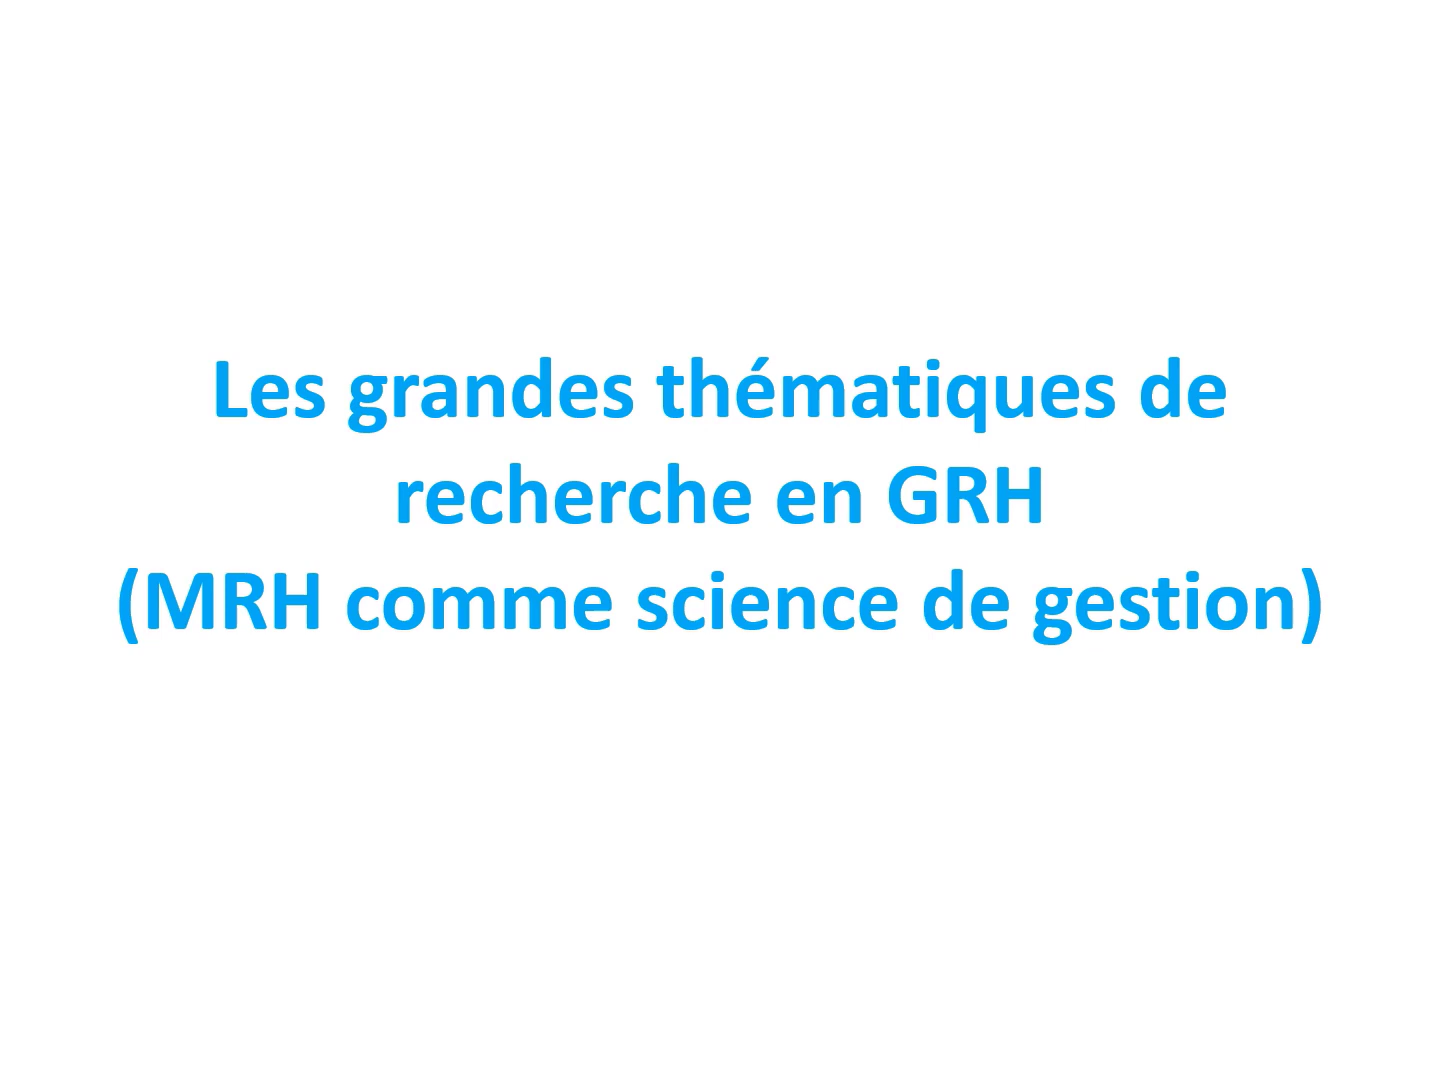 Les grandes thématiques de
recherche en GRH
(MRH comme science de gestion)